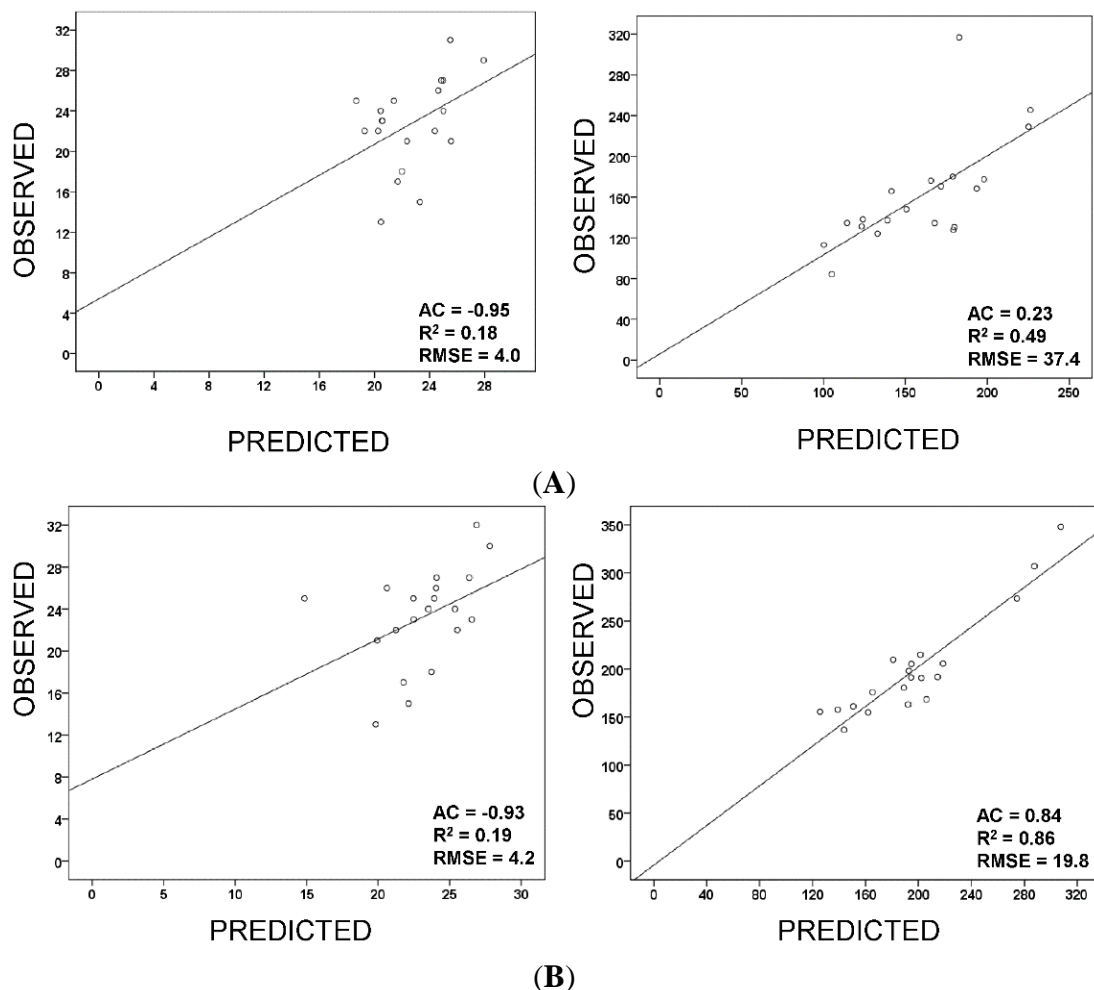 32
28
24
20
16
12
8
4
0
OBSERVED
AC = -0.95
R² = 0.18
RMSE = 4.0
0 4 8 12 16 20 24 28
PREDICTED
320
280
240
200
160
120
80
40
0
OBSERVED
AC = 0.23
R² = 0.49
RMSE = 37.4
0 50 100 150 200 250
PREDICTED
(A)
32
28
24
20
16
12
8
4
0
OBSERVED
AC = -0.93
R² = 0.19
RMSE = 4.2
0 5 10 15 20 25 30
PREDICTED
350
300
250
200
150
100
50
0
OBSERVED
AC = 0.84
R² = 0.86
RMSE = 19.8
0 40 80 120 160 200 240 280 320
PREDICTED
(B)